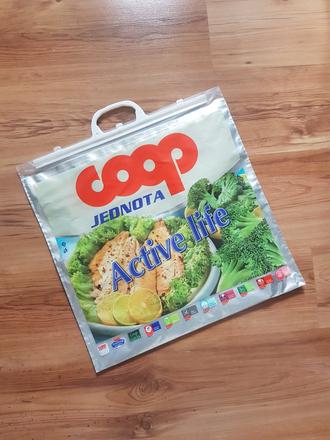 coop
JEDNOTA
Active life